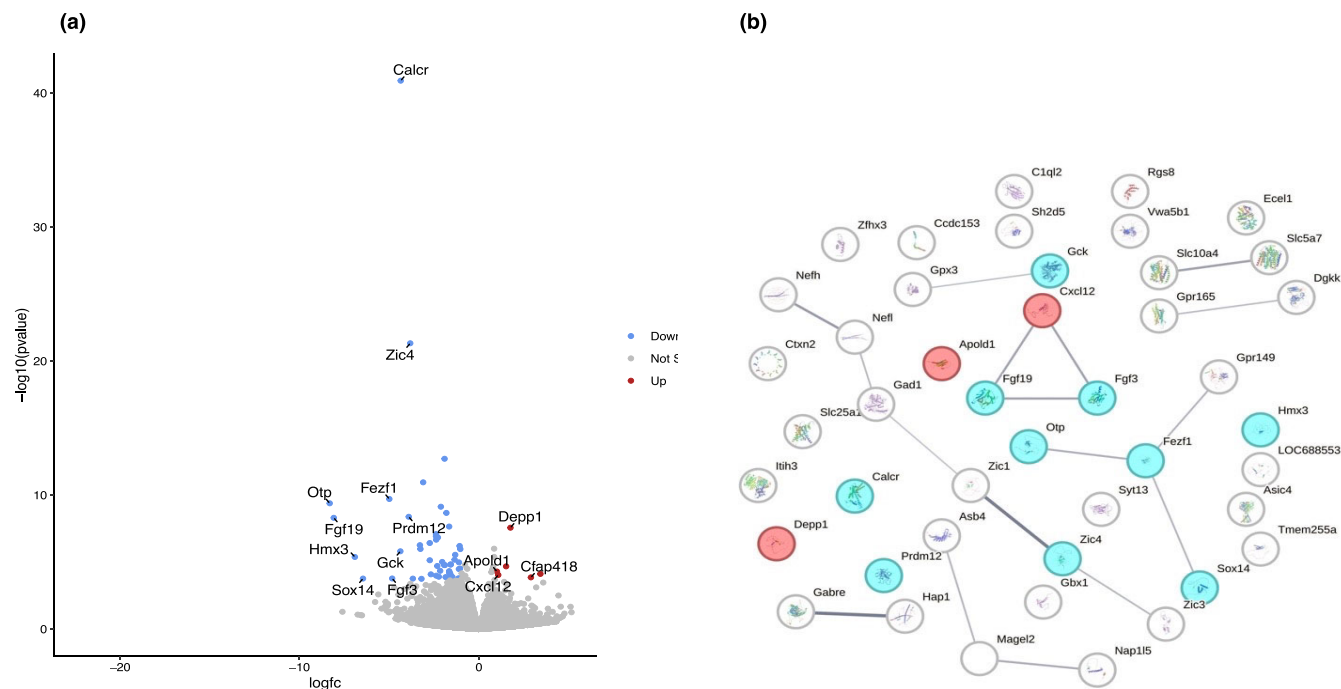 (a)
(b)
40
30
20
10
0
−log10(pvalue)
−20
−10
0
logfc
Calcr
Zic4
Otp
Fezf1
Fgf19
Prdm12
Depp1
Hmx3
Gck
Apold1
Cfap418
Sox14
Fgf3
Cxcl12
Down
Not S
Up
C1ql2
Rgs8
Ecel1
Zfhx3
Ccdc153
Sh2d5
Vwa5b1
Slc5a7
Slc10a4
Gck
Gpx3
Nefh
Dgkk
Cxcl12
Gpr165
Nefl
Ctxn2
Apold1
Gpr149
Gad1
Fgf19
Fgf3
Slc25a1
Hmx3
Otp
Fezf1
LOC688553
Itih3
Calcr
Zic1
Syt13
Asic4
Asb4
Depp1
Tmem255a
Zic4
Prdm12
Sox14
Gbx1
Gabre
Hap1
Zic3
Magel2
Nap1l5